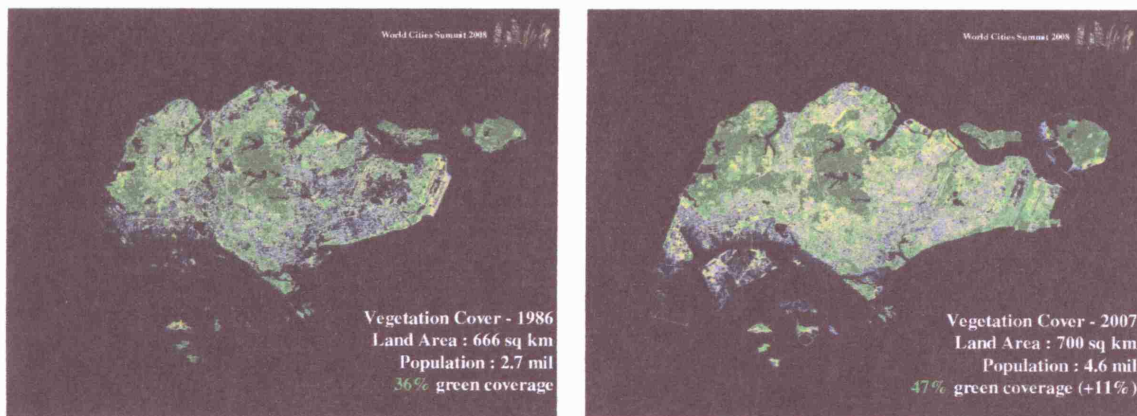 World Cities Summit 2008
Vegetation Cover - 1986
Land Area : 666 sq km
Population : 2.7 mil
36% green coverage
World Cities Summit 2008
Vegetation Cover - 2007
Land Area : 700 sq km
Population : 4.6 mil
47% green coverage (+11%)